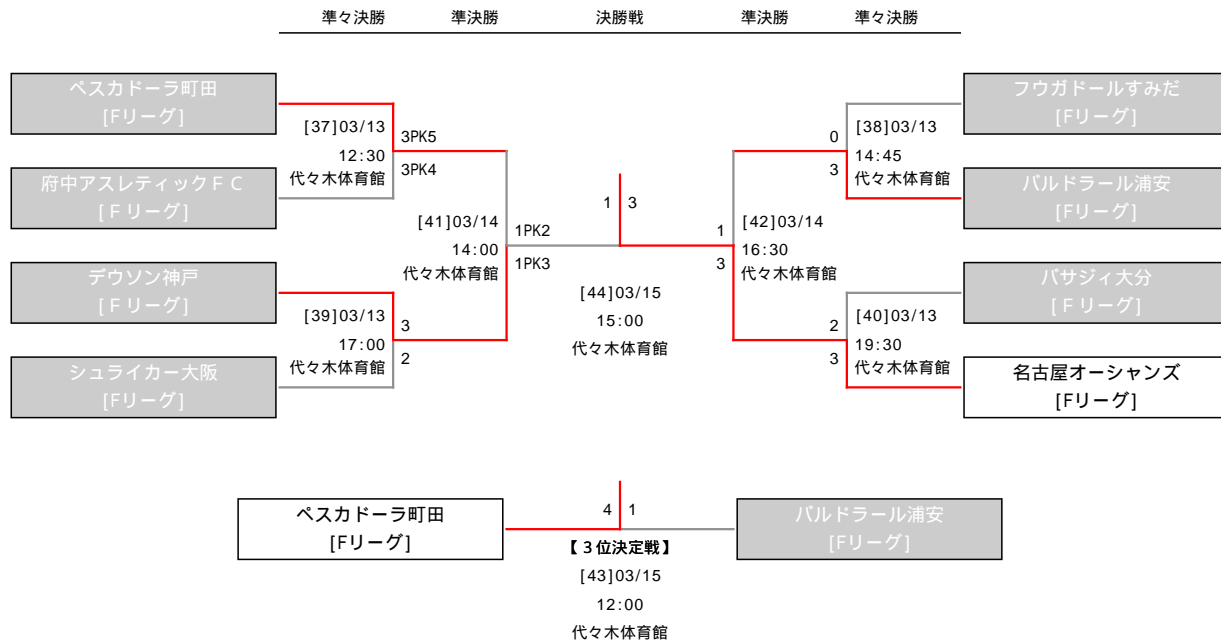 準々決勝 準決勝 決勝戦 準決勝 準々決勝
ペスカドーラ町田
[Fリーグ]
[37]03/13
12:30
代々木体育館
3PK5
3PK4
府中アスレティックＦＣ
[Ｆリーグ]
[41]03/14
14:00
代々木体育館
1PK2
1PK3
デウソン神戸
[Ｆリーグ]
[39]03/13
17:00
代々木体育館
3
2
シュライカー大阪
[Fリーグ]
1 3
[44]03/15
15:00
代々木体育館
フウガドールすみだ
[Fリーグ]
0
3
[38]03/13
14:45
代々木体育館
バルドラール浦安
[Fリーグ]
1
3
[42]03/14
16:30
代々木体育館
バサジィ大分
[Ｆリーグ]
2
3
[40]03/13
19:30
代々木体育館
名古屋オーシャンズ
[Fリーグ]
ペスカドーラ町田
[Fリーグ]
4 1
バルドラール浦安
[Fリーグ]
【３位決定戦】
[43]03/15
12:00
代々木体育館